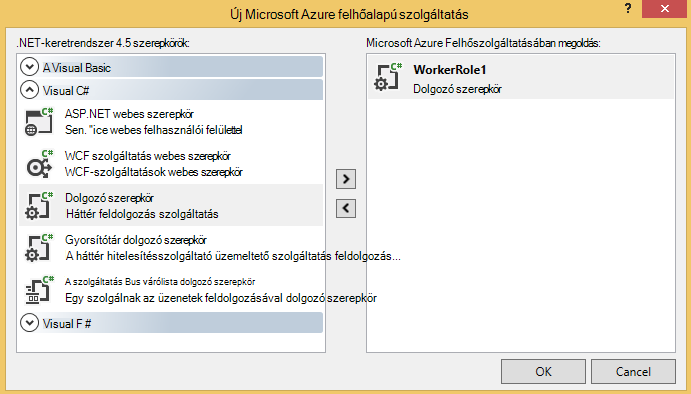 Új Microsoft Azure felhőalapú szolgáltatás
? ×
.NET-keretrendszer 4.5 szerepkörök:
A Visual Basic
Visual C#
C#
ASP.NET webes szerepkör
Sen. "ice webes felhasználói felülettel
C#
WCF szolgáltatás webes szerepkör
WCF-szolgáltatások webes szerepkör
C#
Dolgozó szerepkör
Háttér feldolgozás szolgáltatás
C#
Gyorsítótár dolgozó szerepkör
A háttér hitelesítésszolgáltató üzemeltető szolgáltatás feldolgozás...
C#
A szolgáltatás Bus várólista dolgozó szerepkör
Egy szolgálnak az üzenetek feldolgozásával dolgozó szerepkör
Visual F #
>
<
Microsoft Azure Felhőszolgáltatásában megoldás:
C#
WorkerRole1
Dolgozó szerepkör
OK
Cancel